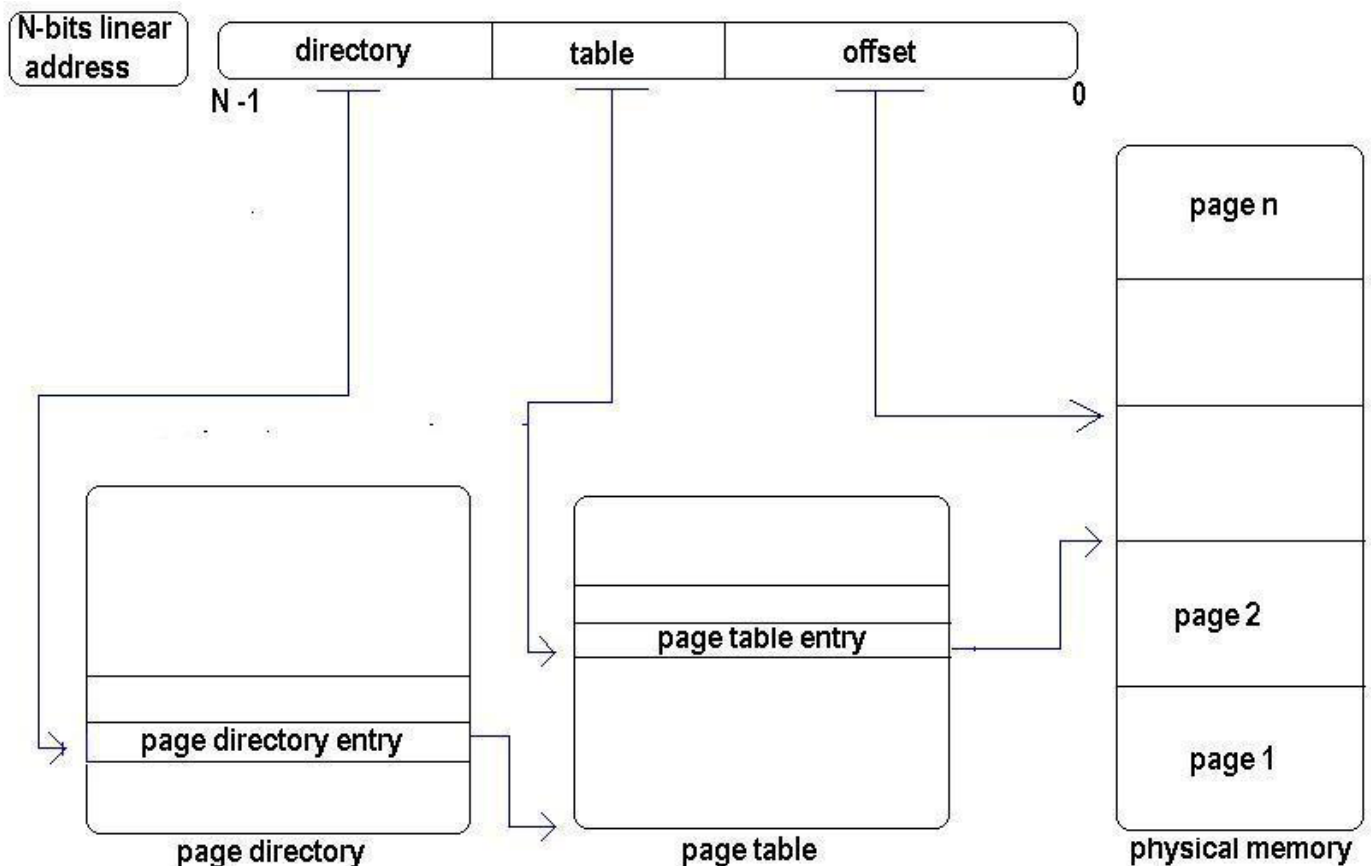 N-bits linear
address
directory
table
offset
N -1
0
page n
page 2
page 1
page table entry
page directory entry
page directory
page table
physical memory